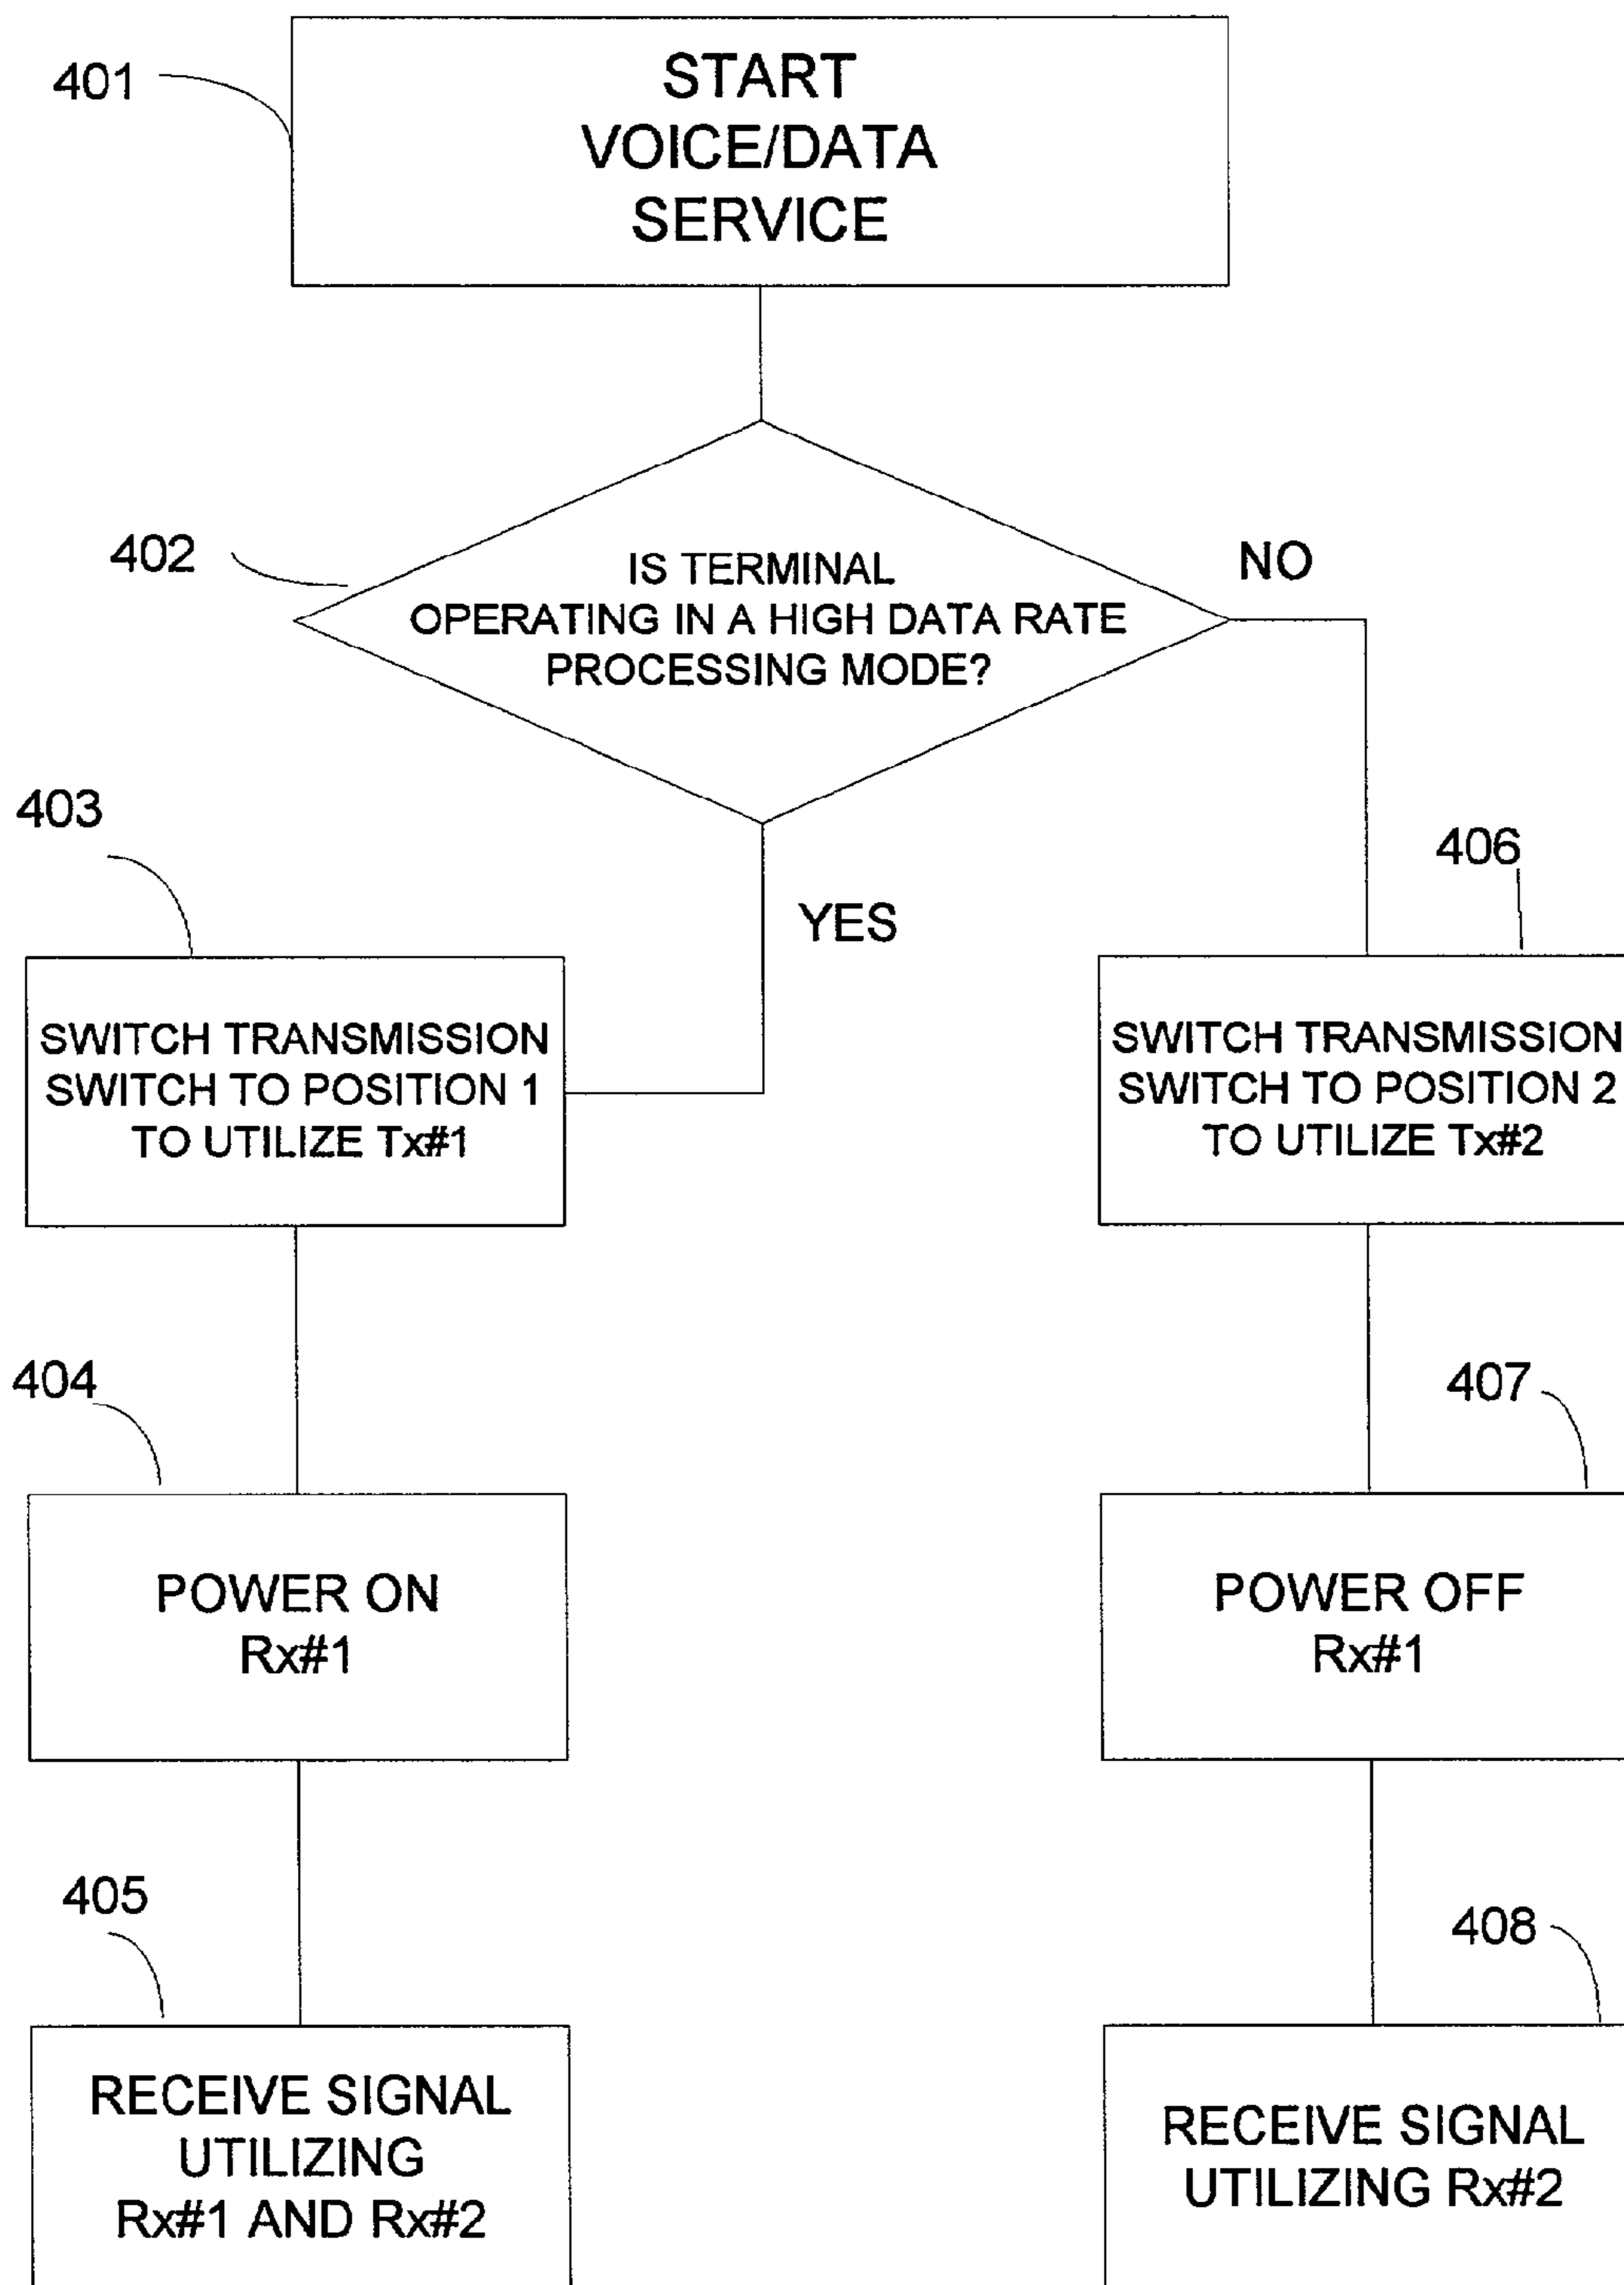 401
START
VOICE/DATA
SERVICE
402
IS TERMINAL
OPERATING IN A HIGH DATA RATE
PROCESSING MODE?
NO
YES
403
SWITCH TRANSMISSION
SWITCH TO POSITION 1
TO UTILIZE Tx#1
406
SWITCH TRANSMISSION
SWITCH TO POSITION 2
TO UTILIZE Tx#2
404
POWER ON
Rx#1
407
POWER OFF
Rx#1
405
RECEIVE SIGNAL
UTILIZING
Rx#1 AND Rx#2
408
RECEIVE SIGNAL
UTILIZING Rx#2